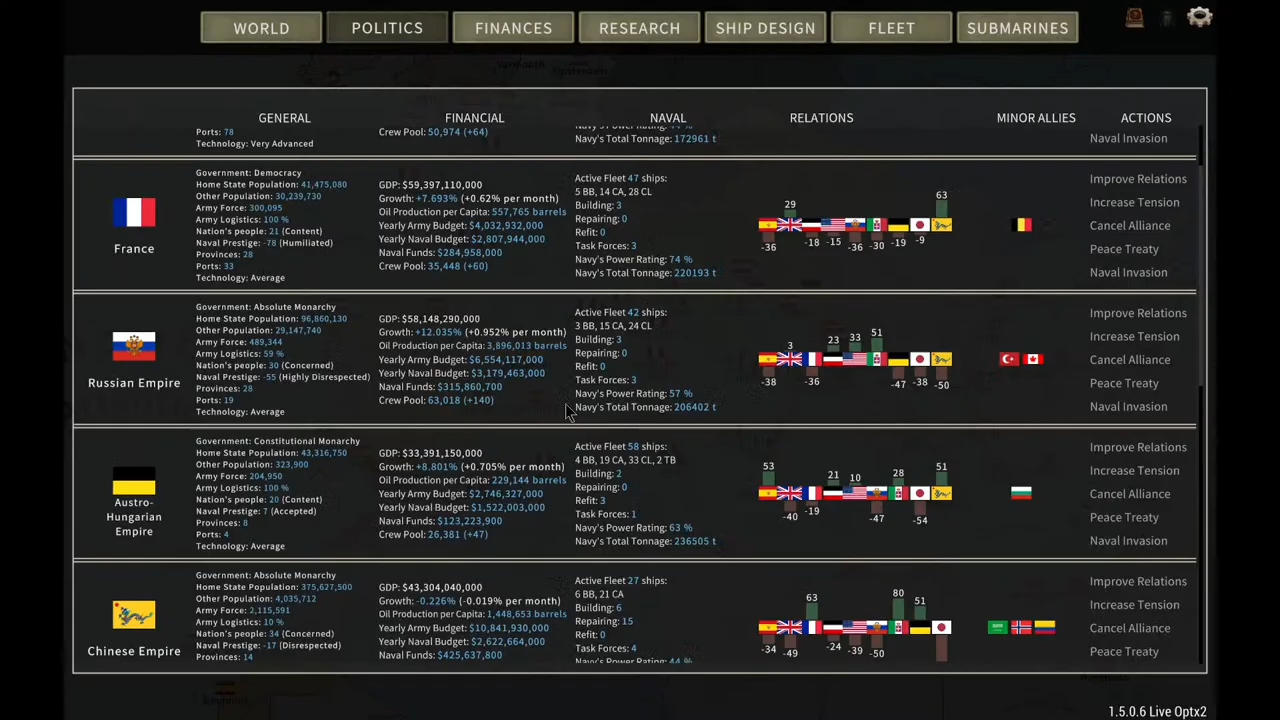 WORLD
POLITICS
FINANCES
RESEARCH
SHIP DESIGN
FLEET
SUBMARINES
GENERAL
FINANCIAL
NAVAL
RELATIONS
MINOR ALLIES
ACTIONS
Ports: 78
Technology: Very Advanced
Crew Pool: 50,974 (+64)
Navy's Total Tonnage: 172961 t
Naval Invasion
France
Government: Democracy
Home State Population: 41,475,080
Other Population: 30,239,730
Army Force: 300,095
Army Logistics: 100 %
Nation's people: 21 (Content)
Naval Prestige: -78 (Humiliated)
Provinces: 28
Ports: 33
Technology: Average
GDP: $59,397,110,000
Growth: +7.693% (+0.62% per month)
Oil Production per Capita: 557,765 barrels
Yearly Army Budget: $4,032,932,000
Yearly Naval Budget: $2,807,944,000
Naval Funds: $284,958,000
Crew Pool: 35,448 (+60)
Active Fleet 47 ships:
5 BB, 14 CA, 28 CL
Building: 3
Repairing: 0
Refit: 0
Task Forces: 3
Navy's Power Rating: 74 %
Navy's Total Tonnage: 220193 t
29
63
-36
-18
-15
-36
-30
-19
-9
Improve Relations
Increase Tension
Cancel Alliance
Peace Treaty
Naval Invasion
Russian Empire
Government: Absolute Monarchy
Home State Population: 96,860,130
Other Population: 29,147,740
Army Force: 489,344
Army Logistics: 59 %
Nation's people: 30 (Concerned)
Naval Prestige: -55 (Highly Disrespected)
Provinces: 28
Ports: 19
Technology: Average
GDP: $58,148,290,000
Growth: +12.035% (+0.952% per month)
Oil Production per Capita: 3,896,013 barrels
Yearly Army Budget: $6,554,117,000
Yearly Naval Budget: $3,179,463,000
Naval Funds: $315,860,700
Crew Pool: 63,018 (+140)
Active Fleet 42 ships:
3 BB, 15 CA, 24 CL
Building: 3
Repairing: 0
Refit: 0
Task Forces: 3
Navy's Power Rating: 57 %
Navy's Total Tonnage: 206402 t
3
23
33
51
-38
-36
-47
-38
-50
Improve Relations
Increase Tension
Cancel Alliance
Peace Treaty
Naval Invasion
Austro-
Hungarian
Empire
Government: Constitutional Monarchy
Home State Population: 43,316,750
Other Population: 323,900
Army Force: 204,950
Army Logistics: 100 %
Nation's people: 20 (Content)
Naval Prestige: 7 (Accepted)
Provinces: 8
Ports: 4
Technology: Average
GDP: $33,391,150,000
Growth: +8.801% (+0.705% per month)
Oil Production per Capita: 229,144 barrels
Yearly Army Budget: $2,746,327,000
Yearly Naval Budget: $1,522,003,000
Naval Funds: $123,223,900
Crew Pool: 26,381 (+47)
Active Fleet 58 ships:
4 BB, 19 CA, 33 CL, 2 TB
Building: 2
Repairing: 0
Refit: 3
Task Forces: 1
Navy's Power Rating: 63 %
Navy's Total Tonnage: 236505 t
53
21
10
28
51
-40
-19
-47
-54
Improve Relations
Increase Tension
Cancel Alliance
Peace Treaty
Naval Invasion
Chinese Empire
Government: Absolute Monarchy
Home State Population: 375,627,500
Other Population: 4,035,712
Army Force: 2,115,591
Army Logistics: 10 %
Nation's people: 34 (Concerned)
Naval Prestige: -17 (Disrespected)
Provinces: 14
GDP: $43,304,040,000
Growth: -0.226% (-0.019% per month)
Oil Production per Capita: 1,448,653 barrels
Yearly Army Budget: $10,841,930,000
Yearly Naval Budget: $2,622,664,000
Naval Funds: $425,637,800
Active Fleet 27 ships:
6 BB, 21 CA
Building: 6
Repairing: 15
Refit: 0
Task Forces: 4
Navy's Power Rating: 44 %
63
80
51
-34
-49
-24
-39
-50
Improve Relations
Increase Tension
Cancel Alliance
Peace Treaty
1.5.0.6 Live Optx2